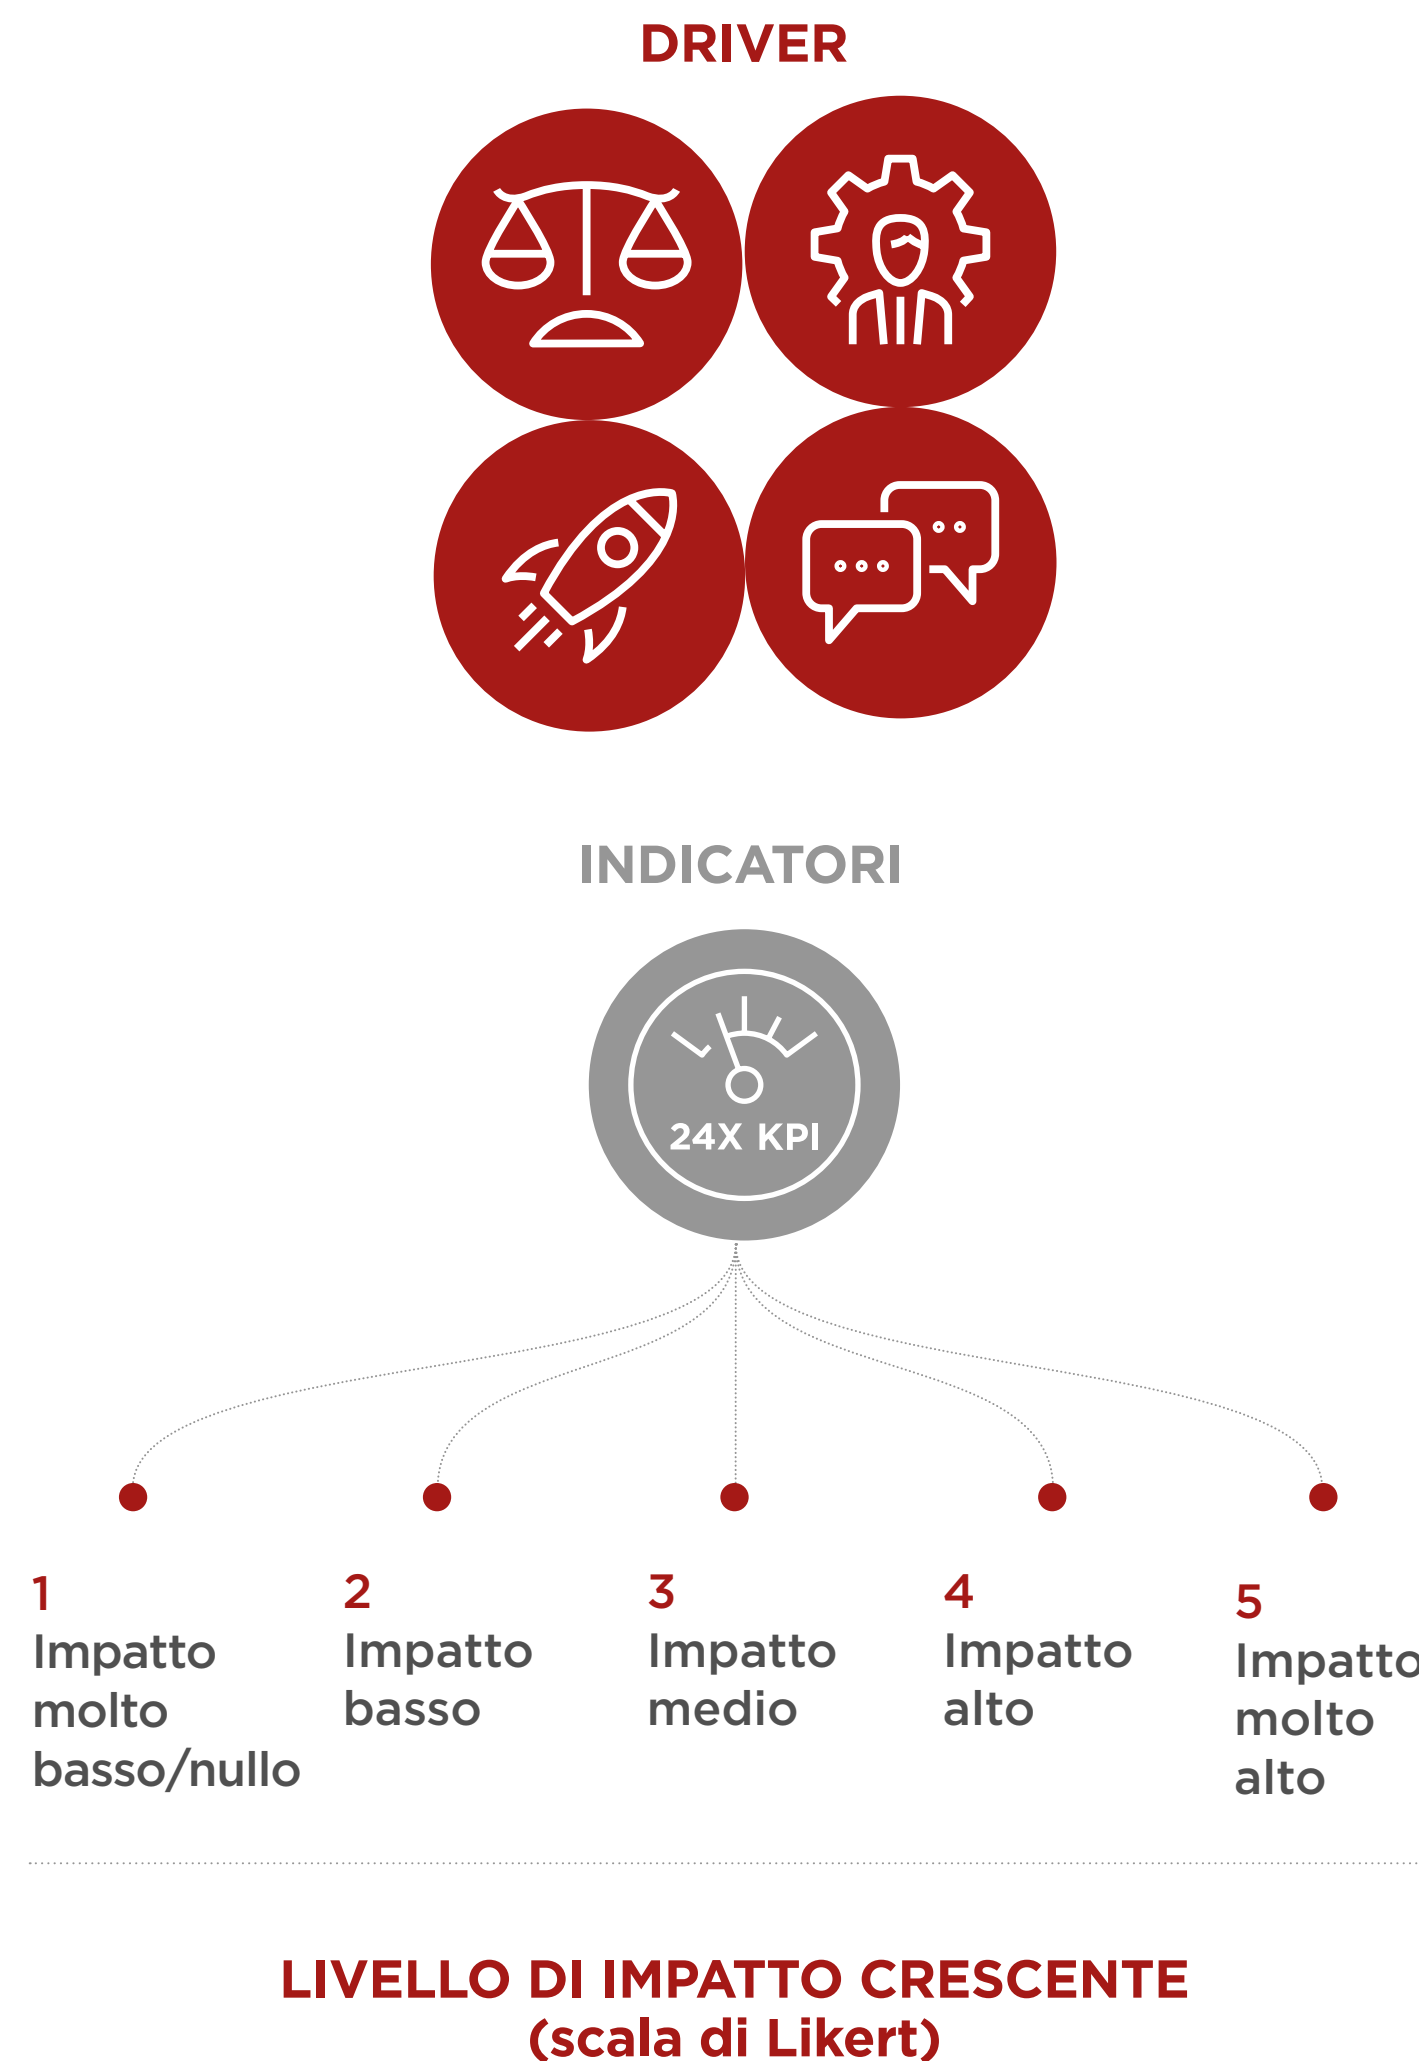 DRIVER
INDICATORI
24X KPI
1
Impatto
molto
basso/nullo
2
Impatto
basso
3
Impatto
medio
4
Impatto
alto
5
Impatto
molto
alto
LIVELLO DI IMPATTO CRESCENTE
(scala di Likert)